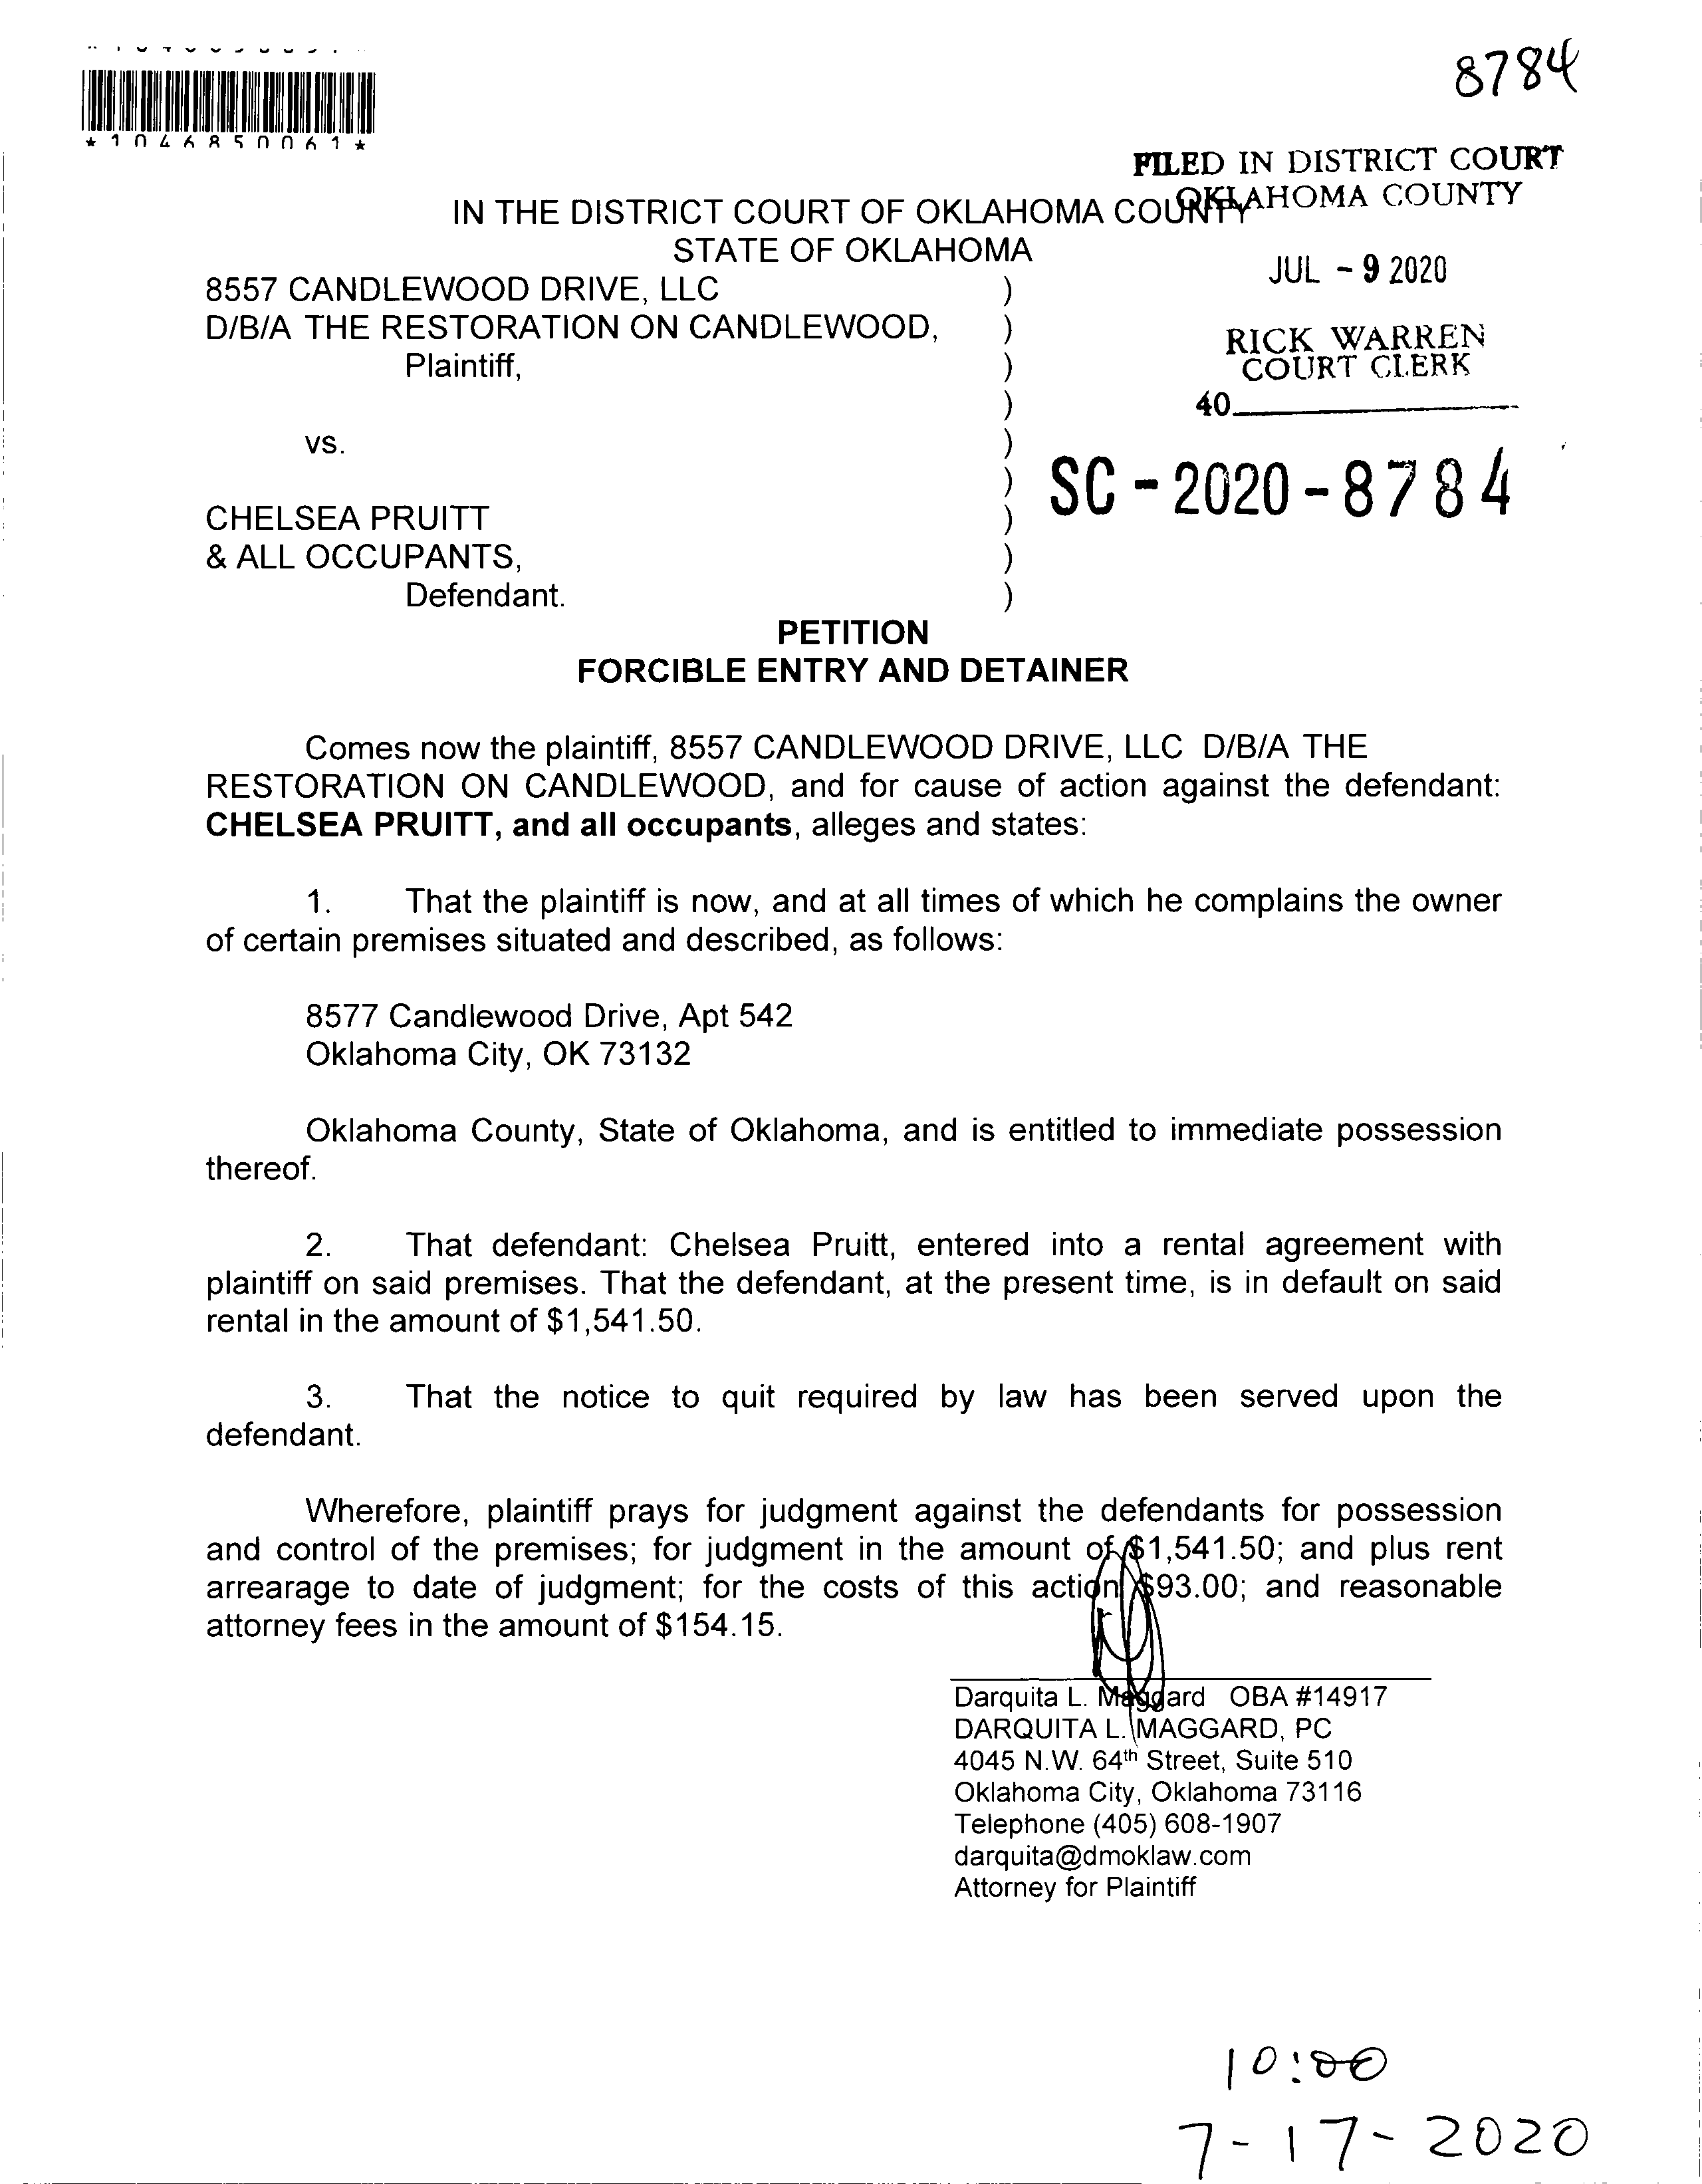 8784
*1046850061*
FILED IN DISTRICT COURT
OKLAHOMA COUNTY
IN THE DISTRICT COURT OF OKLAHOMA COUNTY
STATE OF OKLAHOMA
JUL - 9 2020
8557 CANDLEWOOD DRIVE, LLC )
D/B/A THE RESTORATION ON CANDLEWOOD, )
RICK WARREN
Plaintiff, )
COURT CLERK
)
40
vs. )
)
SC - 2020 - 8784
CHELSEA PRUITT )
& ALL OCCUPANTS, )
Defendant. )
PETITION
FORCIBLE ENTRY AND DETAINER
Comes now the plaintiff, 8557 CANDLEWOOD DRIVE, LLC D/B/A THE
RESTORATION ON CANDLEWOOD, and for cause of action against the defendant:
CHELSEA PRUITT, and all occupants, alleges and states:
1. That the plaintiff is now, and at all times of which he complains the owner
of certain premises situated and described, as follows:
8577 Candlewood Drive, Apt 542
Oklahoma City, OK 73132
Oklahoma County, State of Oklahoma, and is entitled to immediate possession
thereof.
2. That defendant: Chelsea Pruitt, entered into a rental agreement with
plaintiff on said premises. That the defendant, at the present time, is in default on said
rental in the amount of $1,541.50.
3. That the notice to quit required by law has been served upon the
defendant.
Wherefore, plaintiff prays for judgment against the defendants for possession
and control of the premises; for judgment in the amount of $1,541.50; and plus rent
arrearage to date of judgment; for the costs of this action $93.00; and reasonable
attorney fees in the amount of $154.15.
Darquita L. Maggard OBA #14917
DARQUITA L. MAGGARD, PC
4045 N.W. 64th Street, Suite 510
Oklahoma City, Oklahoma 73116
Telephone (405) 608-1907
darquita@dmoklaw.com
Attorney for Plaintiff
10:00
7-17-2020